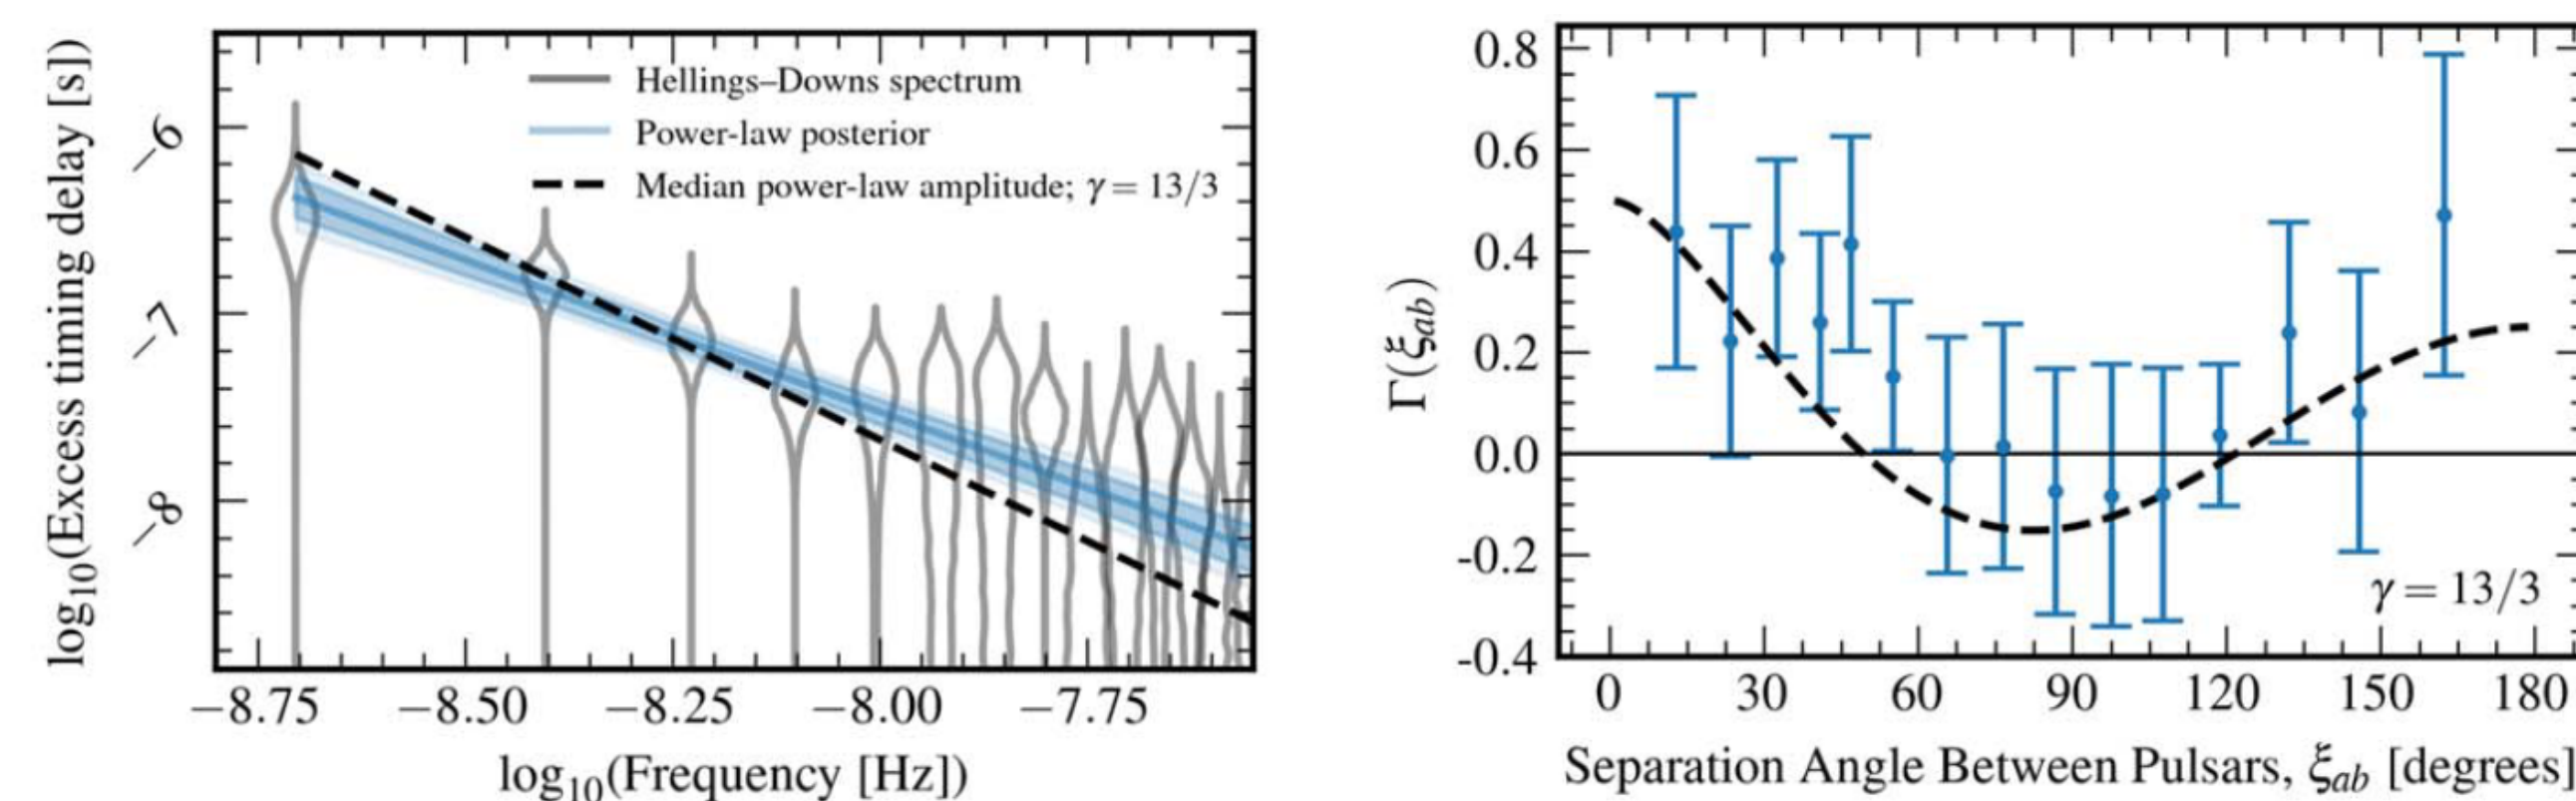 log10(Excess timing delay [s])
−6
−7
−8
Hellings–Downs spectrum
Power-law posterior
Median power-law amplitude; γ = 13/3
−8.75 −8.50 −8.25 −8.00 −7.75
log10(Frequency [Hz])
Γ(ξab)
0.8
0.6
0.4
0.2
0.0
-0.2
-0.4
γ = 13/3
0 30 60 90 120 150 180
Separation Angle Between Pulsars, ξab [degrees]